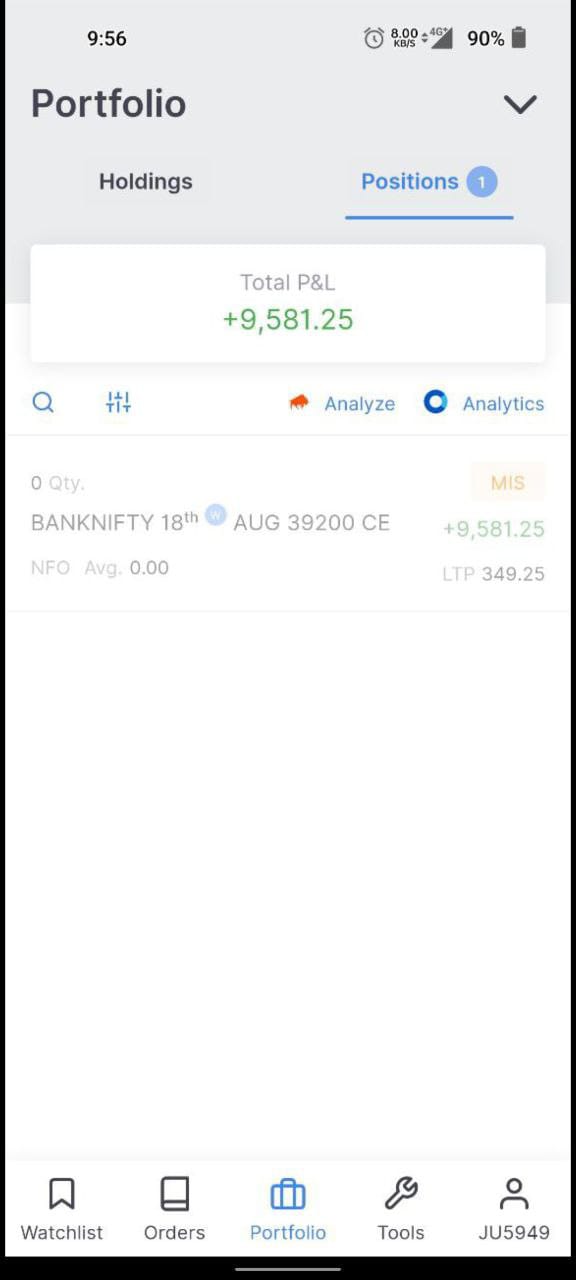 9:56 8.00 KB/S 4G+ 90%
Portfolio
Holdings Positions 1
Total P&L
+9,581.25
Analyze Analytics
0 Qty. MIS
BANKNIFTY 18th W AUG 39200 CE +9,581.25
NFO Avg. 0.00 LTP 349.25
Watchlist Orders Portfolio Tools JU5949